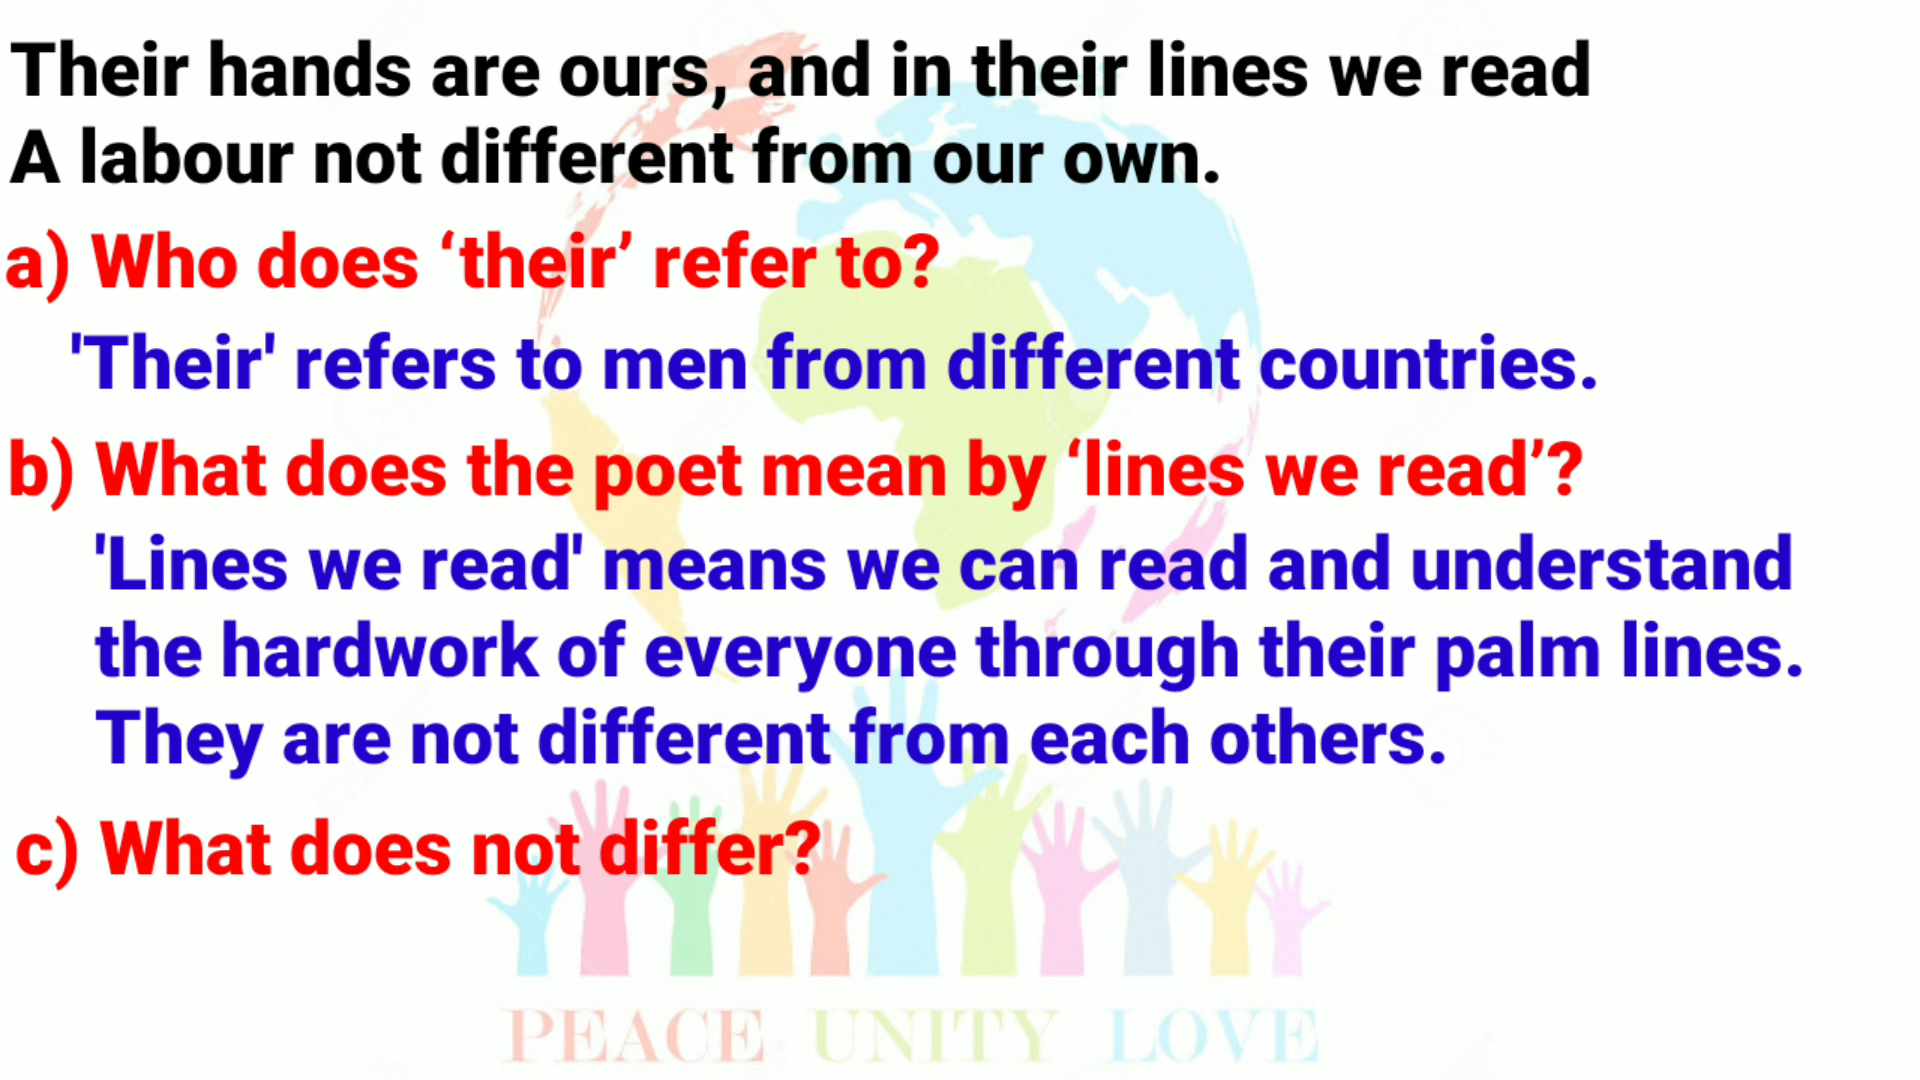 Their hands are ours, and in their lines we read
A labour not different from our own.
a) Who does ‘their’ refer to?
'Their' refers to men from different countries.
b) What does the poet mean by ‘lines we read’?
'Lines we read' means we can read and understand
the hardwork of everyone through their palm lines.
They are not different from each others.
c) What does not differ?
PEACE UNITY LOVE